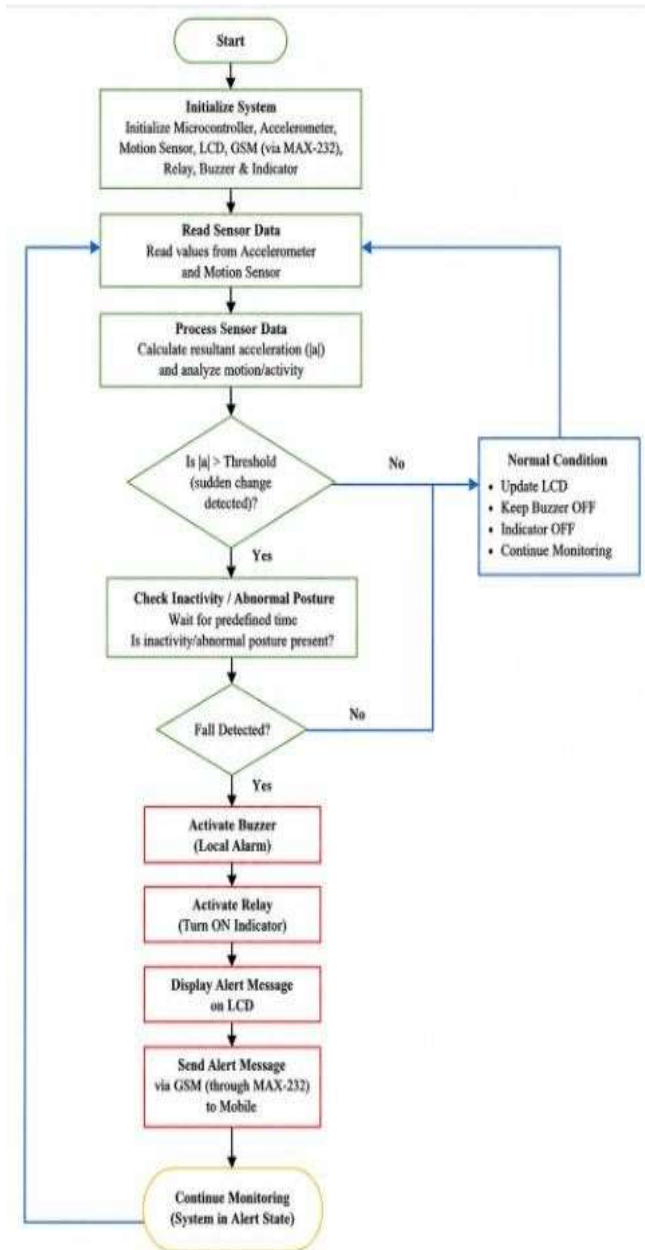 Start
Initialize System
Initialize Microcontroller, Accelerometer,
Motion Sensor, LCD, GSM (via MAX-232),
Relay, Buzzer & Indicator
Read Sensor Data
Read values from Accelerometer
and Motion Sensor
Process Sensor Data
Calculate resultant acceleration (|a|)
and analyze motion/activity
Is |a| > Threshold
(sudden change
detected)?
No
Normal Condition
• Update LCD
• Keep Buzzer OFF
• Indicator OFF
• Continue Monitoring
Yes
Check Inactivity / Abnormal Posture
Wait for predefined time
Is inactivity/abnormal posture present?
Fall Detected?
No
Yes
Activate Buzzer
(Local Alarm)
Activate Relay
(Turn ON Indicator)
Display Alert Message
on LCD
Send Alert Message
via GSM (through MAX-232)
to Mobile
Continue Monitoring
(System in Alert State)